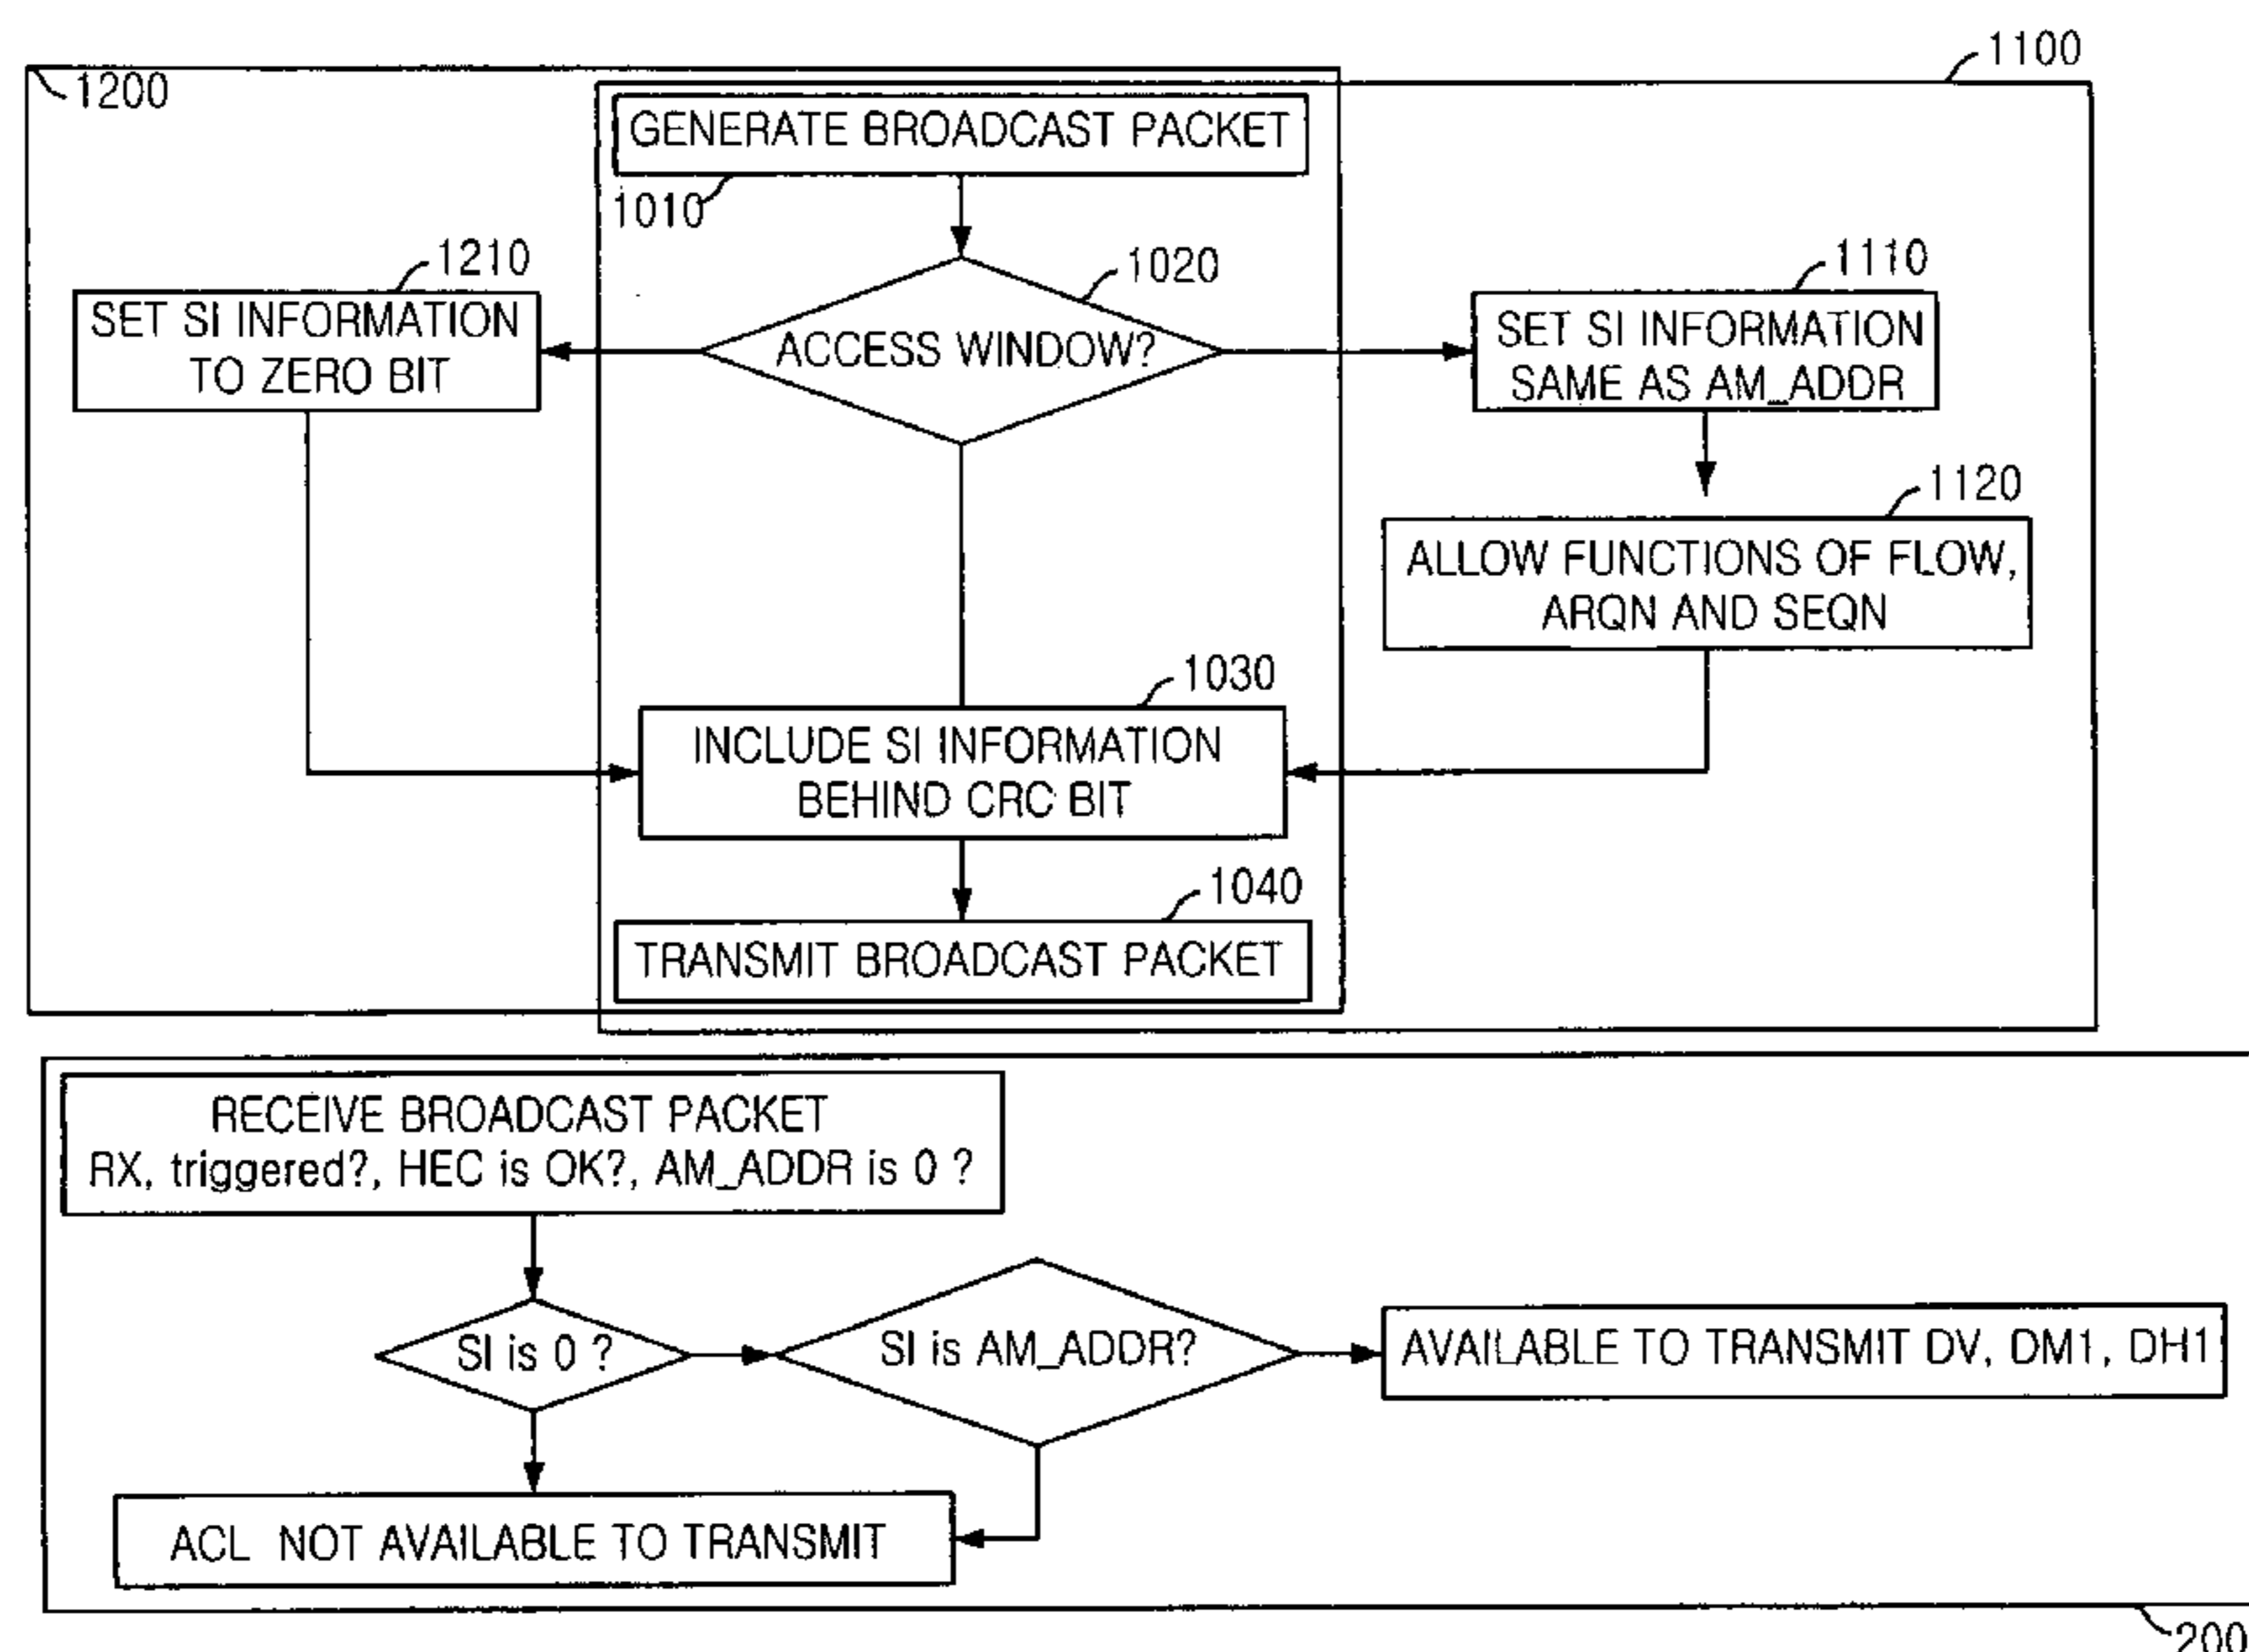 1100
1200
GENERATE BROADCAST PACKET
1010
1210
1020
1110
SET SI INFORMATION
TO ZERO BIT
ACCESS WINDOW?
SET SI INFORMATION
SAME AS AM_ADDR
1120
ALLOW FUNCTIONS OF FLOW,
ARQN AND SEQN
1030
INCLUDE SI INFORMATION
BEHIND CRC BIT
1040
TRANSMIT BROADCAST PACKET
RECEIVE BROADCAST PACKET
RX, triggered?, HEC is OK?, AM_ADDR is 0 ?
SI is 0 ?
SI is AM_ADDR?
AVAILABLE TO TRANSMIT DV, DM1, DH1
ACL NOT AVAILABLE TO TRANSMIT